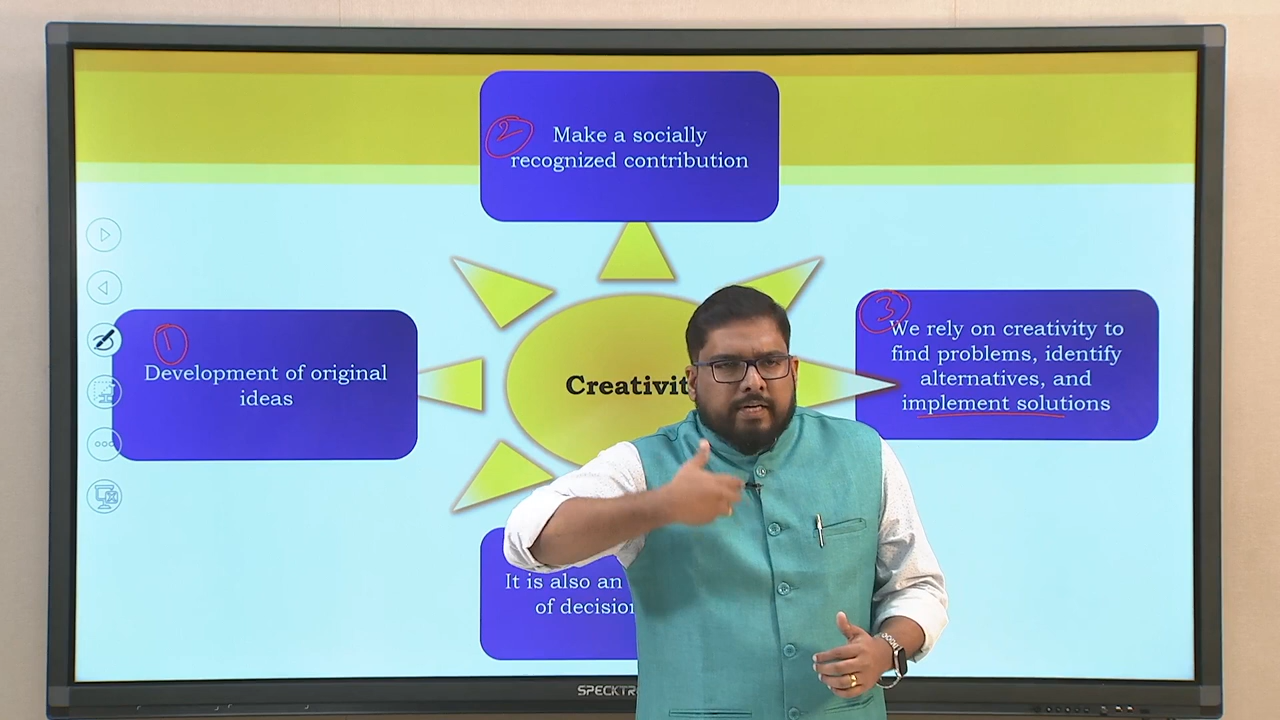 2
Make a socially
recognized contribution
1
Development of original
ideas
Creativit
3
We rely on creativity to
find problems, identify
alternatives, and
implement solutions
It is also an
of decision
SPECKTR